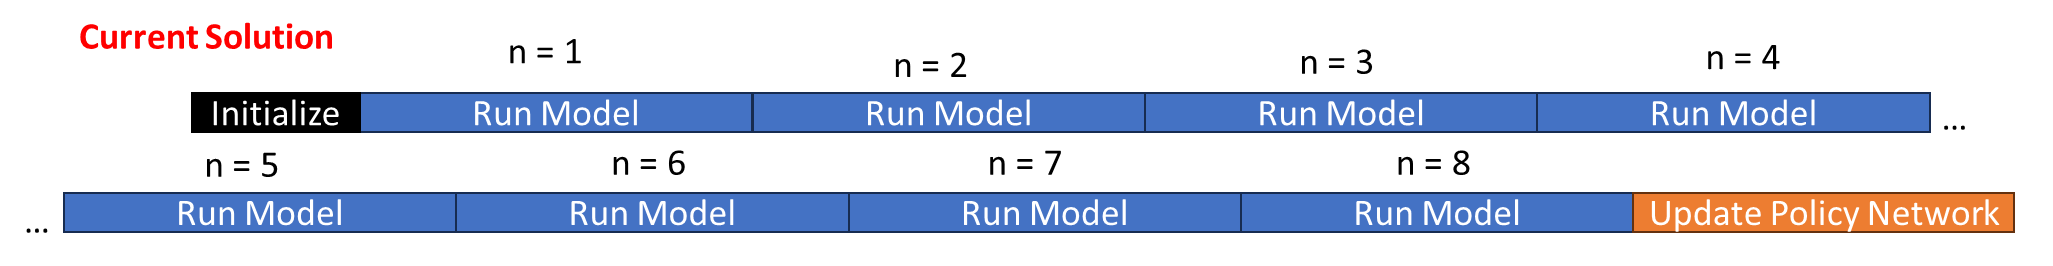 Current Solution
n = 1
n = 2
n = 3
n = 4
Initialize
Run Model
Run Model
Run Model
Run Model
...
n = 5
n = 6
n = 7
n = 8
...
Run Model
Run Model
Run Model
Run Model
Update Policy Network